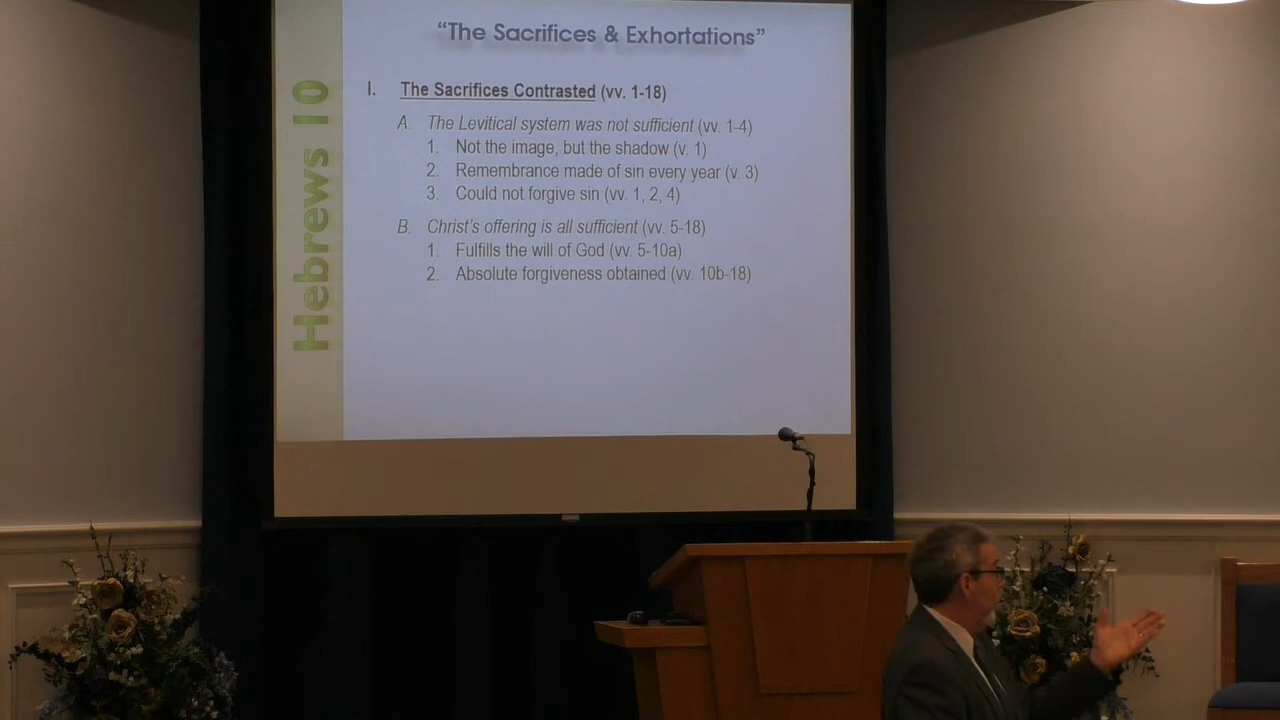 “The Sacrifices & Exhortations”
Hebrews 10
I. The Sacrifices Contrasted (vv. 1-18)
A. The Levitical system was not sufficient (vv. 1-4)
1. Not the image, but the shadow (v. 1)
2. Remembrance made of sin every year (v. 3)
3. Could not forgive sin (vv. 1, 2, 4)
B. Christ's offering is all sufficient (vv. 5-18)
1. Fulfills the will of God (vv. 5-10a)
2. Absolute forgiveness obtained (vv. 10b-18)